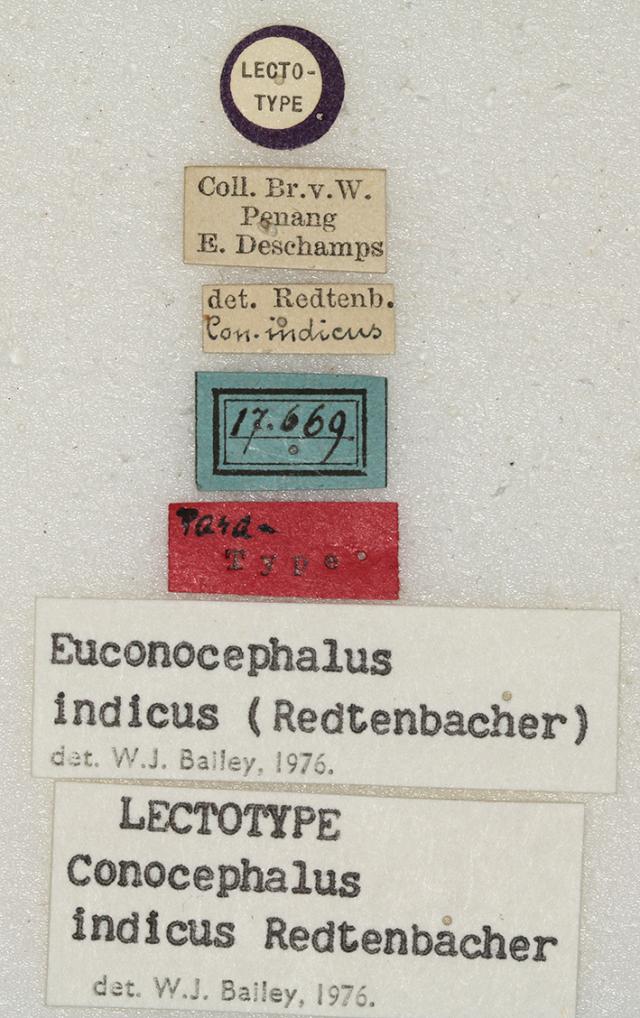 LECTO-
TYPE
Coll. Br.v.W.
Penang
E. Deschamps
det. Redtenb.
Con. indicus
17.669
Para-
Type
Euconocephalus
indicus (Redtenbacher)
det. W.J. Bailey, 1976.
LECTOTYPE
Conocephalus
indicus Redtenbacher
det. W.J. Bailey, 1976.